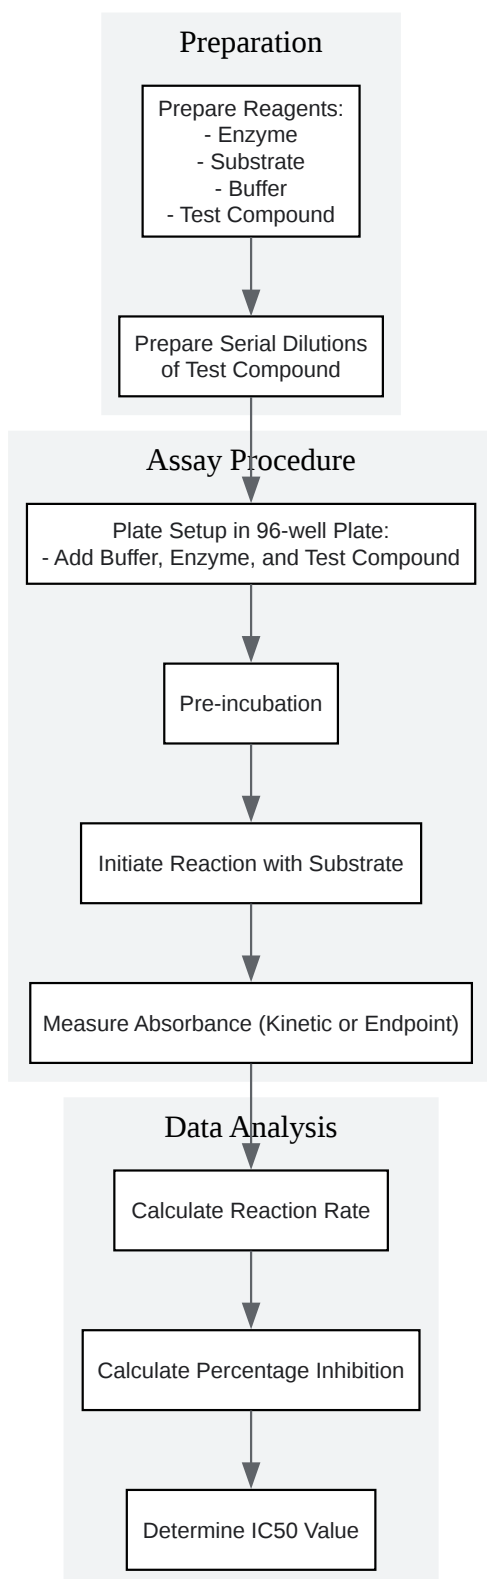 Preparation
Prepare Reagents:
- Enzyme
- Substrate
- Buffer
- Test Compound
Prepare Serial Dilutions
of Test Compound
Assay Procedure
Plate Setup in 96-well Plate:
- Add Buffer, Enzyme, and Test Compound
Pre-incubation
Initiate Reaction with Substrate
Measure Absorbance (Kinetic or Endpoint)
Data Analysis
Calculate Reaction Rate
Calculate Percentage Inhibition
Determine IC50 Value